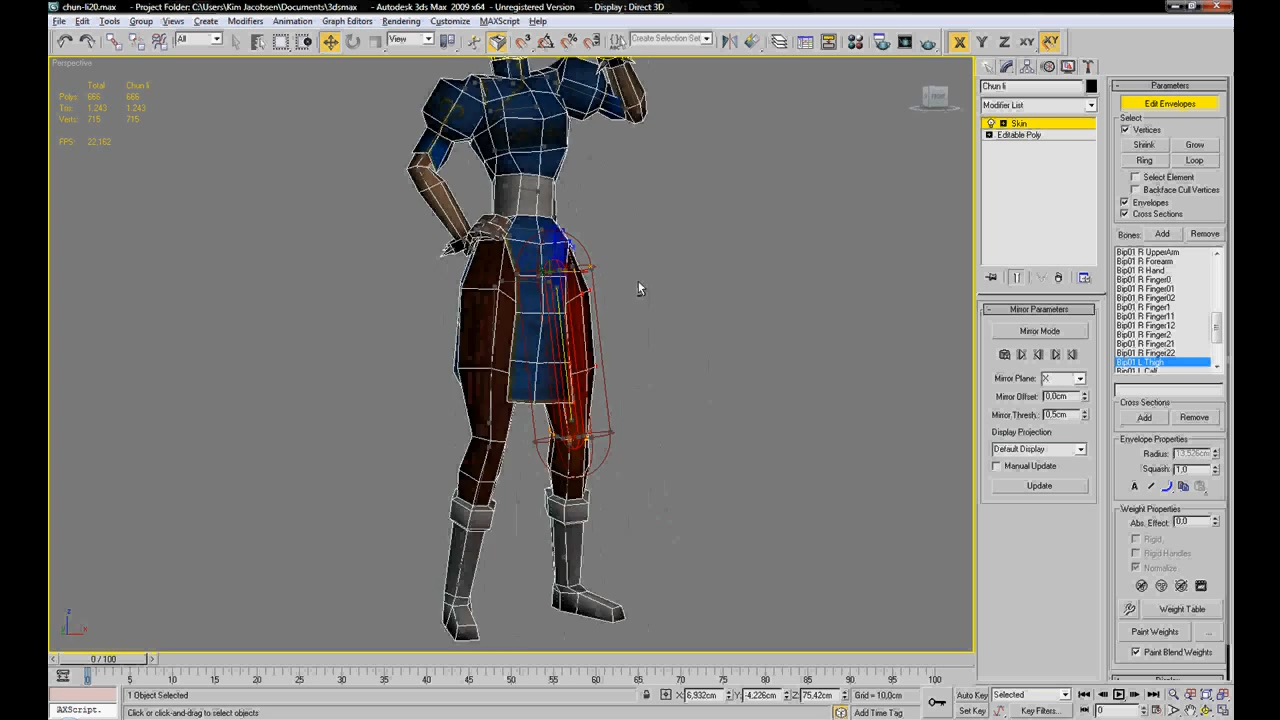 chun-li20.max - Project Folder: C:\Users\Kim Jacobsen\Documents\3dsmax - Autodesk 3ds Max 2009 x64 - Unregistered Version - Display : Direct 3D
File Edit Tools Group Views Create Modifiers Animation Graph Editors Rendering Customize MAXScript Help
All View Create Selection Set X Y Z XY XY
Perspective
Total Chun li
Polys: 666 666
Tris: 1.243 1.243
Verts: 715 715
FPS: 22,162
Chun li
Modifier List
Skin
Editable Poly
Mirror Parameters
Mirror Mode
Mirror Plane: X
Mirror Offset: 0,0cm
Mirror Thresh.: 0,5cm
Display Projection
Default Display
Manual Update
Update
Parameters
Edit Envelopes
Select
Vertices
Shrink Grow
Ring Loop
Select Element
Backface Cull Vertices
Envelopes
Cross Sections
Bones: Add Remove
Bip01 R UpperArm
Bip01 R Forearm
Bip01 R Hand
Bip01 R Finger0
Bip01 R Finger01
Bip01 R Finger02
Bip01 R Finger1
Bip01 R Finger11
Bip01 R Finger12
Bip01 R Finger2
Bip01 R Finger21
Bip01 R Finger22
Bip01 L Thigh
Bip01 L Calf
Cross Sections
Add Remove
Envelope Properties
Radius: 13,526cm
Squash: 1,0
Weight Properties
Abs. Effect: 0,0
Rigid
Rigid Handles
Normalize
Weight Table
Paint Weights ...
Paint Blend Weights
0 / 100
0 5 10 15 20 25 30 35 40 45 50 55 60 65 70 75 80 85 90 95 100
1 Object Selected X: 6,932cm Y: -4,226cm Z: 75,42cm Grid = 10,0cm Auto Key Selected
AXScript. Click or click-and-drag to select objects Add Time Tag Set Key Key Filters... 0